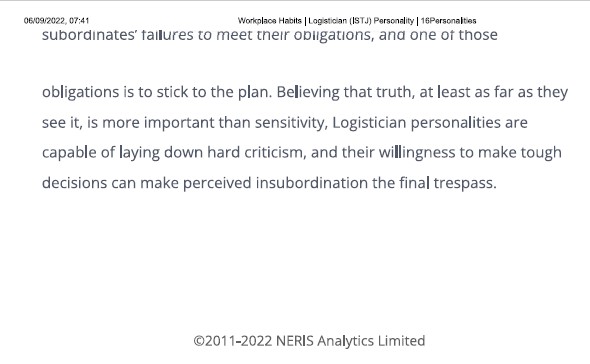 06/09/2022, 07:41 Workplace Habits | Logistician (ISTJ) Personality | 16Personalities
subordinates' failures to meet their obligations, and one of those
obligations is to stick to the plan. Believing that truth, at least as far as they
see it, is more important than sensitivity, Logistician personalities are
capable of laying down hard criticism, and their willingness to make tough
decisions can make perceived insubordination the final trespass.
©2011-2022 NERIS Analytics Limited